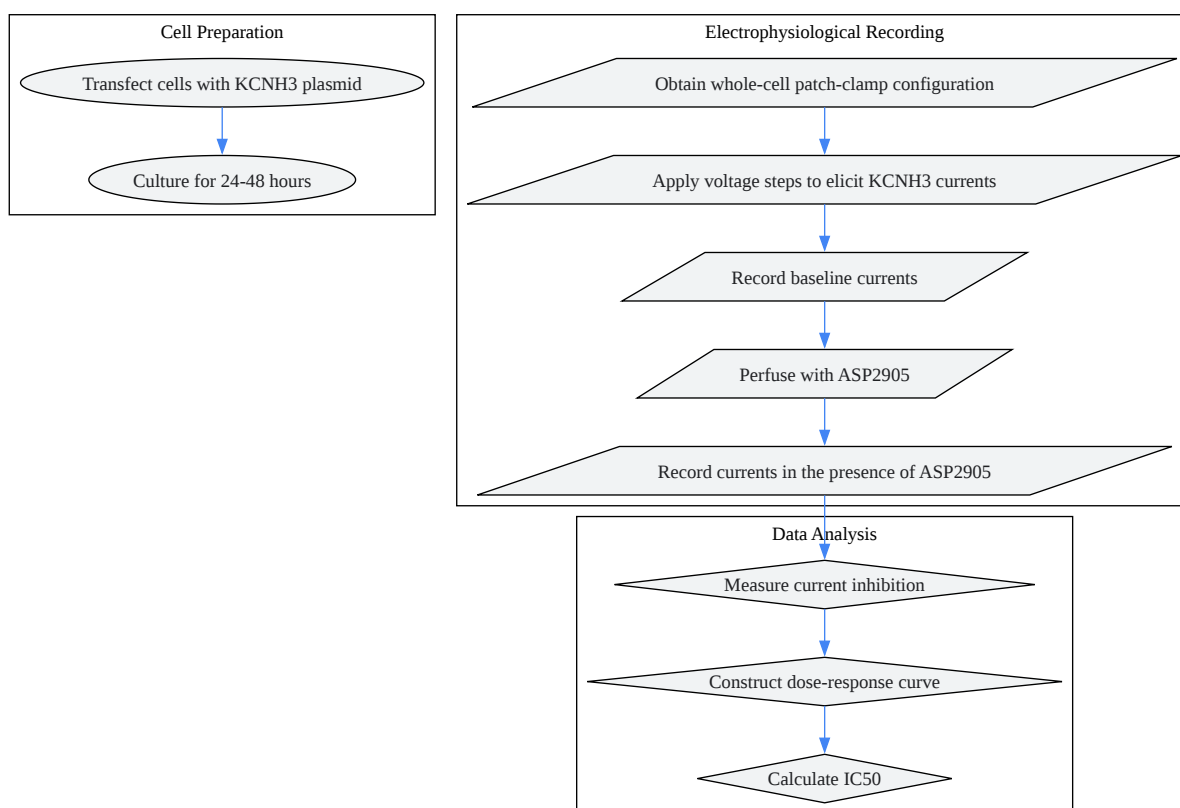 Cell Preparation
Transfect cells with KCNH3 plasmid
Culture for 24-48 hours
Electrophysiological Recording
Obtain whole-cell patch-clamp configuration
Apply voltage steps to elicit KCNH3 currents
Record baseline currents
Perfuse with ASP2905
Record currents in the presence of ASP2905
Data Analysis
Measure current inhibition
Construct dose-response curve
Calculate IC50